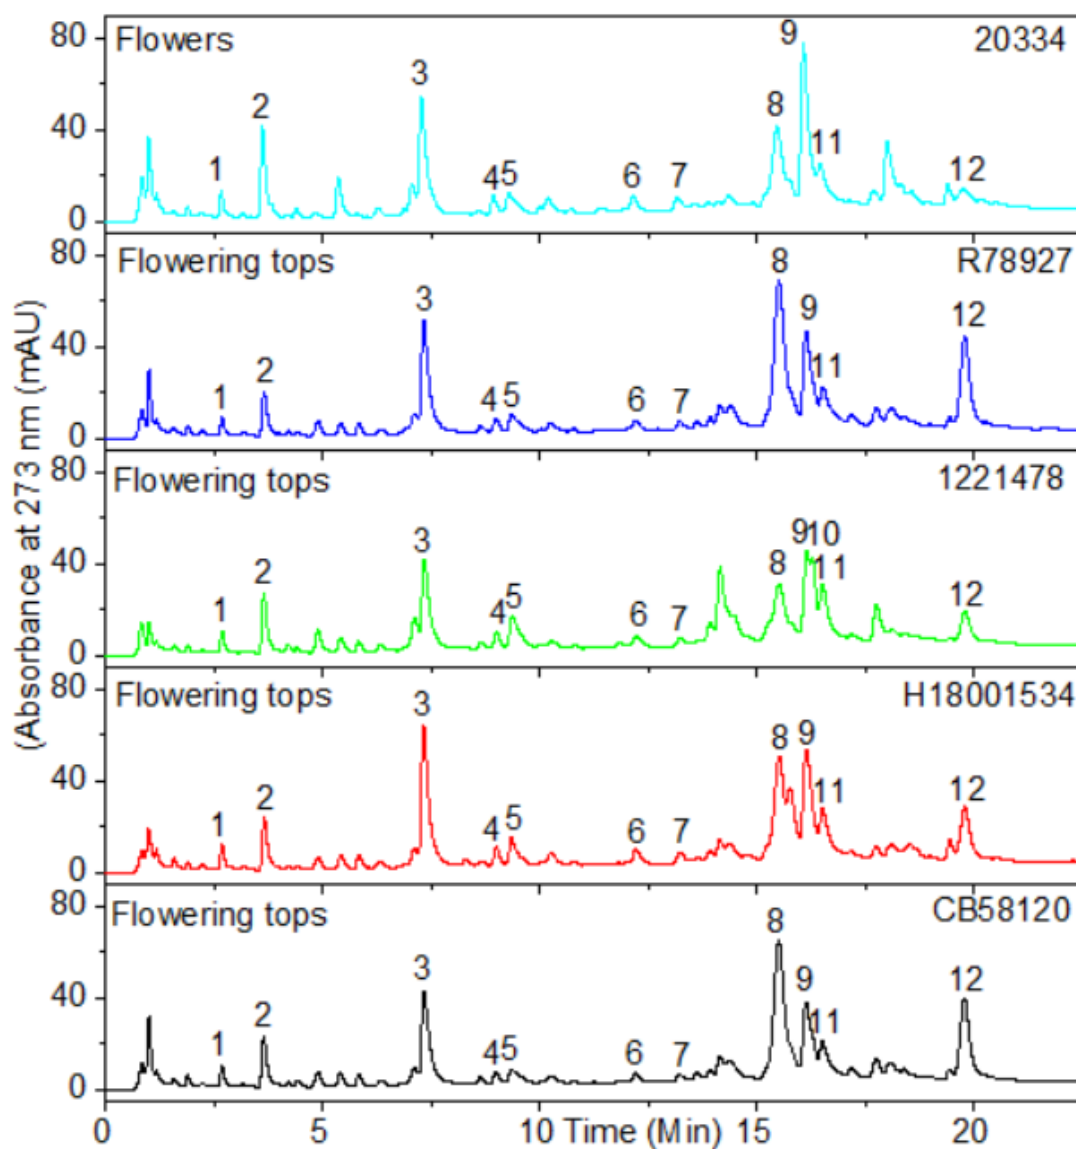 (Absorbance at 273 nm (mAU)
80 Flowers 9 20334
3
2 8
40
1 45 6 7 11 12
0
80 Flowering tops 8 R78927
3 9 12
40
1 2 4 5 6 7 11
0
80 Flowering tops 1221478
3 9 10
40 2 8 11
1 4 5 6 7 12
0
80 Flowering tops 3 8 9 H18001534
40 2 11 12
1 4 5 6 7
0
80 Flowering tops 8 CB58120
3 9 12
40 2 11
1 45 6 7
0
0 5 10 Time (Min) 15 20